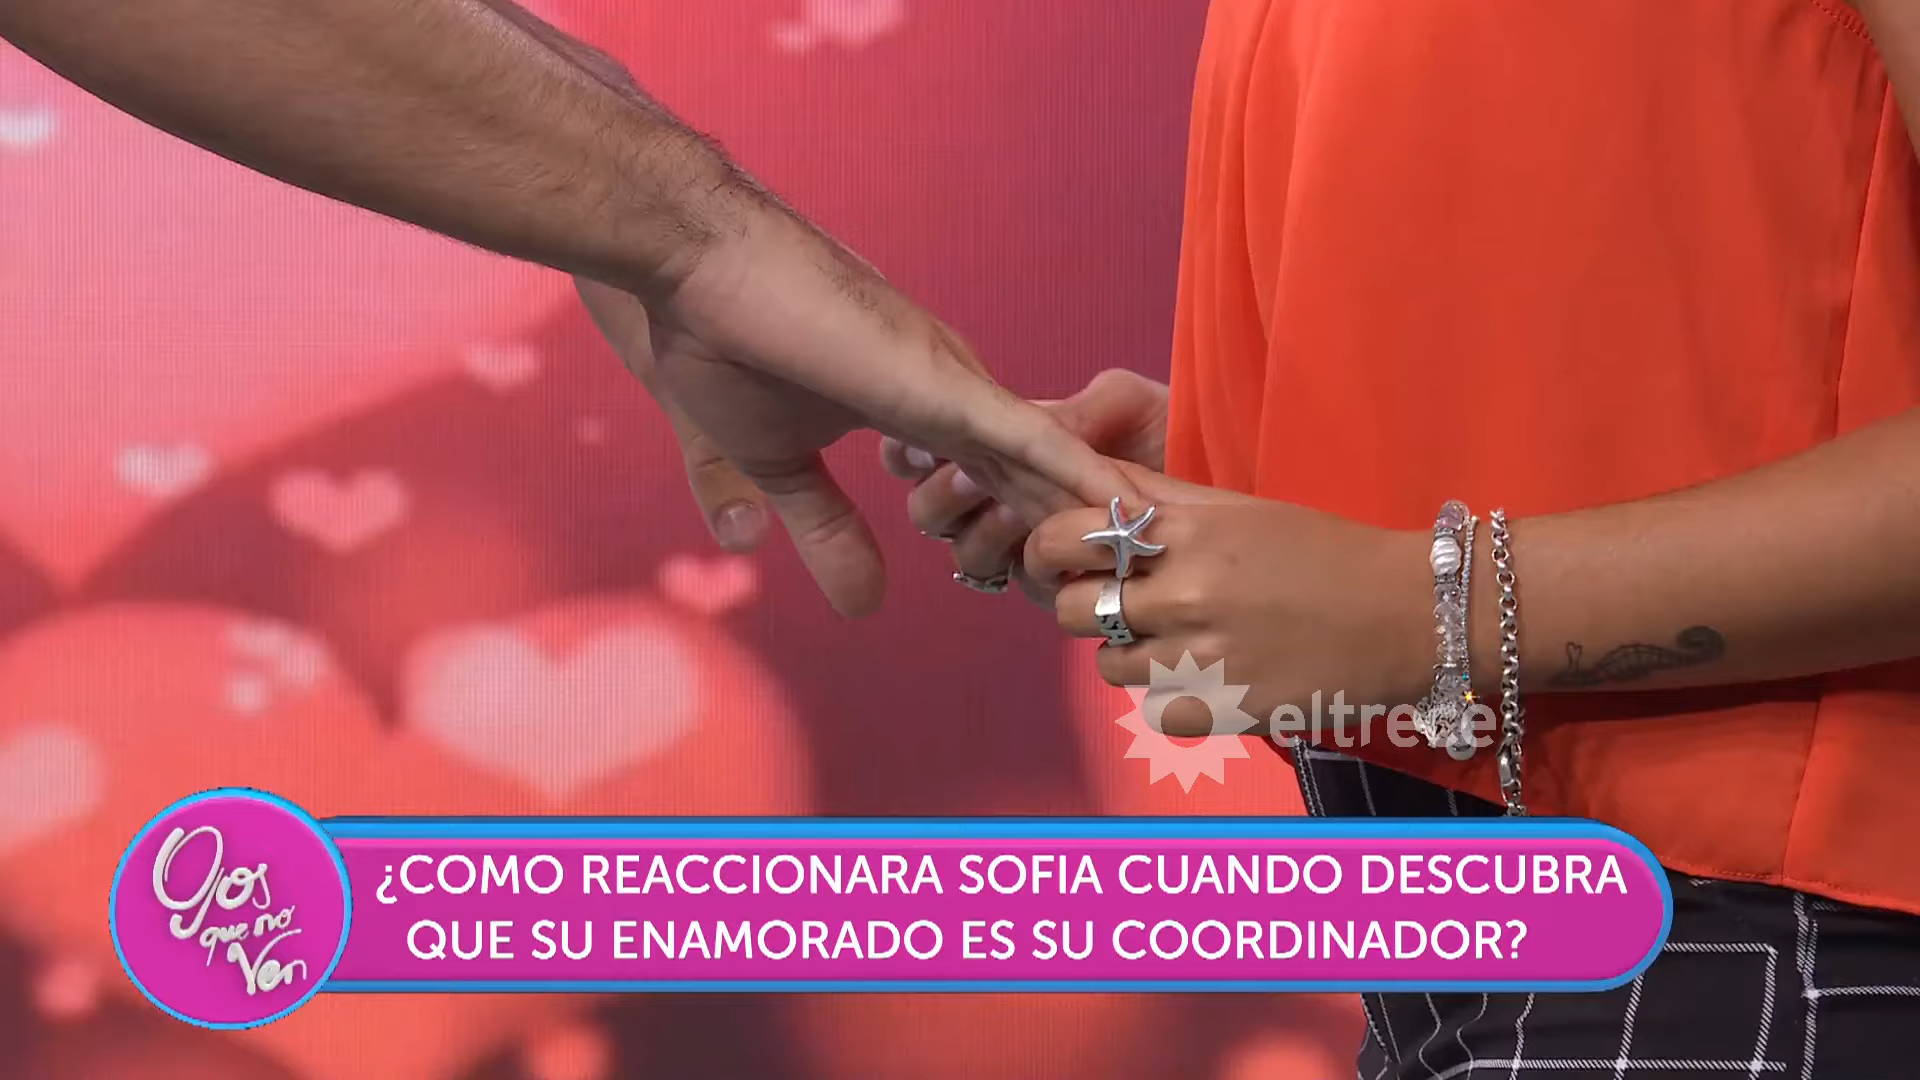 eltrece
Ojos
que no
Ven
¿COMO REACCIONARA SOFIA CUANDO DESCUBRA
QUE SU ENAMORADO ES SU COORDINADOR?